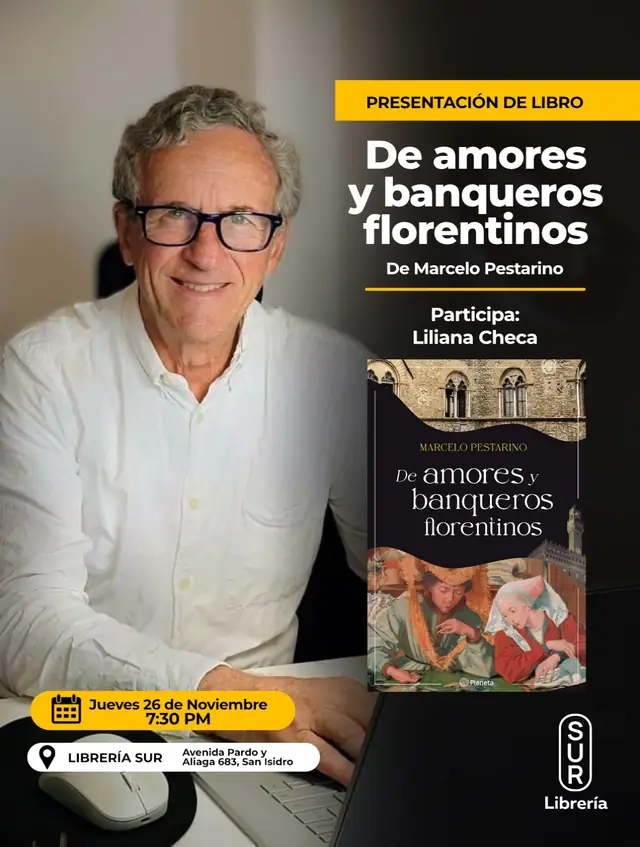 PRESENTACIÓN DE LIBRO
De amores
y banqueros
florentinos
De Marcelo Pestarino
Participa:
Liliana Checa
MARCELO PESTARINO
De amores y
banqueros
florentinos
Planeta
Jueves 26 de Noviembre
7:30 PM
LIBRERÍA SUR
Avenida Pardo y
Aliaga 683, San Isidro
SUR
Librería